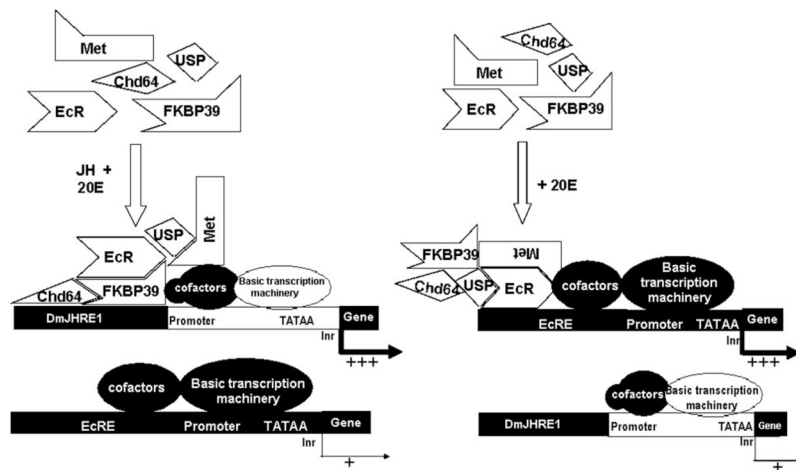 Met
USP
Chd64
EcR
FKBP39
JH +
20E
Met
USP
EcR
Chd64
FKBP39
cofactors
Basic transcription
machinery
DmJHRE1
Promoter
TATAA
Gene
Inr
+++
cofactors
Basic transcription
machinery
EcRE
Promoter
TATAA
Gene
Inr
+
Chd64
Met
USP
EcR
FKBP39
+ 20E
FKBP39
Met
Chd64
USP
EcR
cofactors
Basic
transcription
machinery
EcRE
Promoter
TATAA
Gene
Inr
+++
cofactors
Basic transcription
machinery
DmJHRE1
Promoter
TATAA
Gene
Inr
+